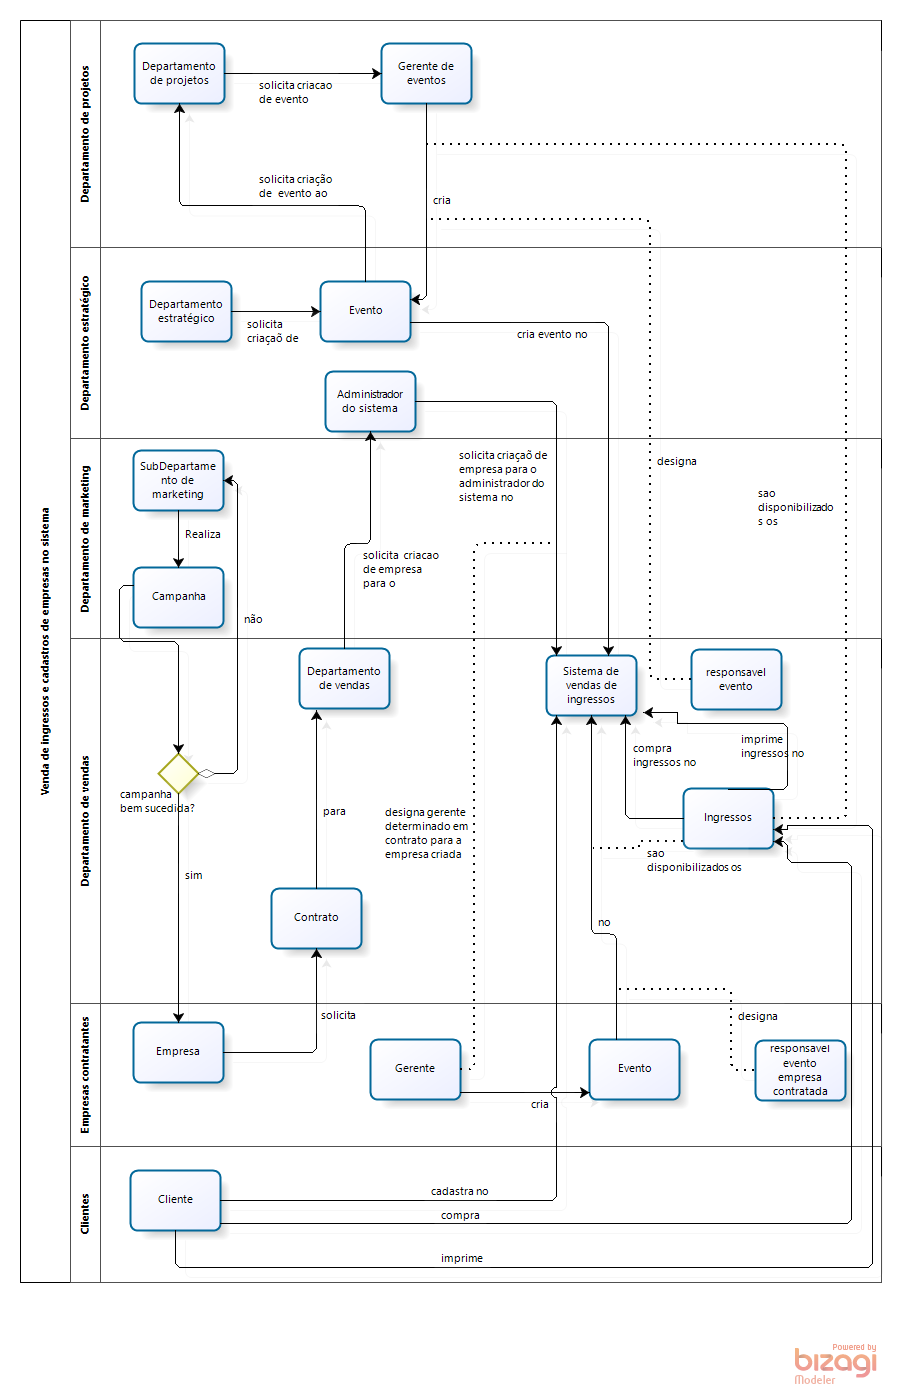 Venda de ingressos e cadastros de empresas no sistema
Departamento de projetos
Departamento
de projetos
Gerente de
eventos
solicita criacao
de evento
solicita criação
de evento ao
cria
Departamento estratégico
Departamento
estratégico
solicita
criaçaõ de
Evento
cria evento no
Administrador
do sistema
Departamento de marketing
SubDepartame
nto de
marketing
Realiza
Campanha
não
solicita criacao
de empresa
para o
solicita criaçaõ de
empresa para o
administrador do
sistema no
designa
sao
disponibilizado
s os
Departamento de vendas
Departamento
de vendas
Sistema de
vendas de
ingressos
responsavel
evento
compra
ingressos no
imprime
ingressos no
campanha
bem sucedida?
para
designa gerente
determinado em
contrato para a
empresa criada
Ingressos
sao
disponibilizados os
sim
Contrato
no
Empresas contratantes
solicita
Empresa
Gerente
cria
Evento
designa
responsavel
evento
empresa
contratada
Clientes
Cliente
cadastra no
compra
imprime
Powered by
bizagi
Modeler